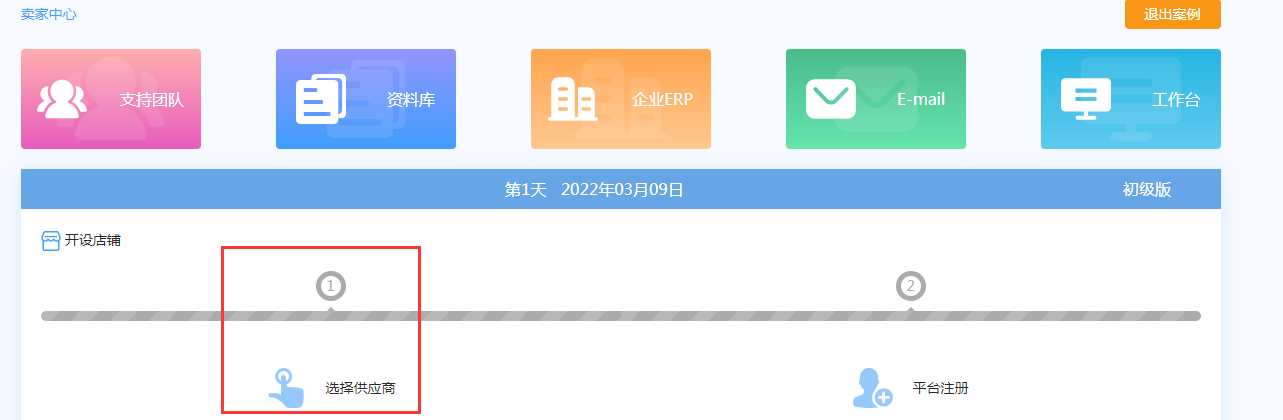 卖家中心
退出案例
支持团队
资料库
企业ERP
E-mail
工作台
第1天 2022年03月09日
初级版
开设店铺
1
2
选择供应商
平台注册